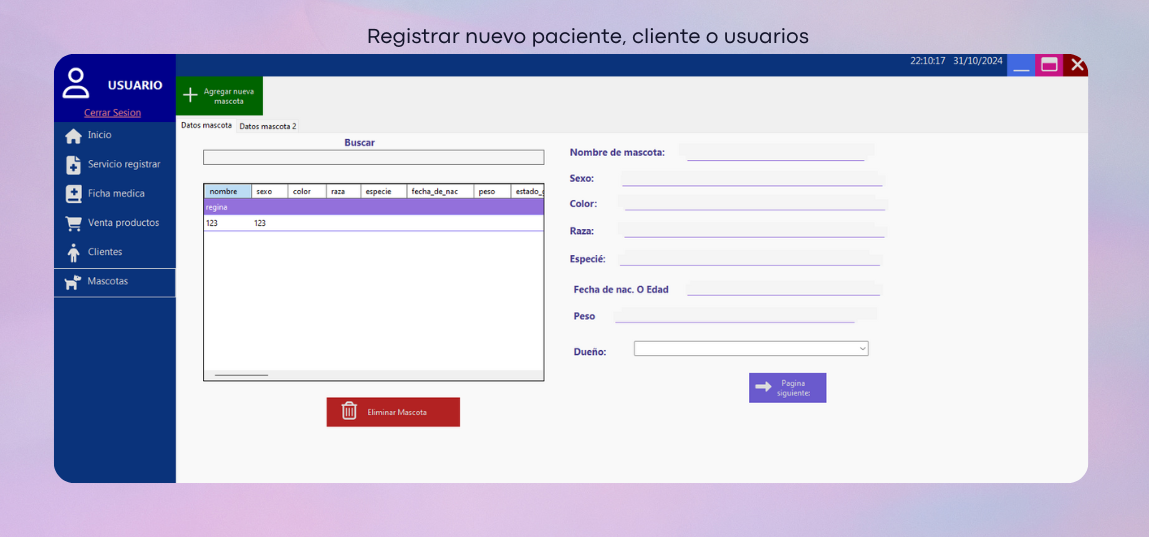 Registrar nuevo paciente, cliente o usuarios
22:10:17 31/10/2024
USUARIO
Cerrar Sesion
Inicio
Servicio registrar
Ficha medica
Venta productos
Clientes
Mascotas
Agregar nueva
mascota
Datos mascota Datos mascota 2
Buscar
nombre sexo color raza especie fecha_de_nac peso
regina
123 123
Eliminar Mascota
Nombre de mascota:
Sexo:
Color:
Raza:
Especié:
Fecha de nac. O Edad
Peso
Dueño:
Pagina
siguiente: